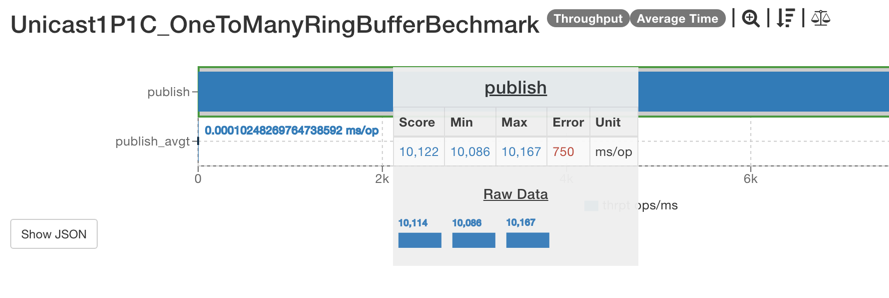 Unicast1P1C_OneToManyRingBufferBechmark Throughput Average Time
publish
publish_avgt
0.00010248269764738592 ms/op
0 2k 4k 6k
thrpt ops/ms
publish
Score Min Max Error Unit
10,122 10,086 10,167 750 ms/op
Raw Data
10,114 10,086 10,167
Show JSON